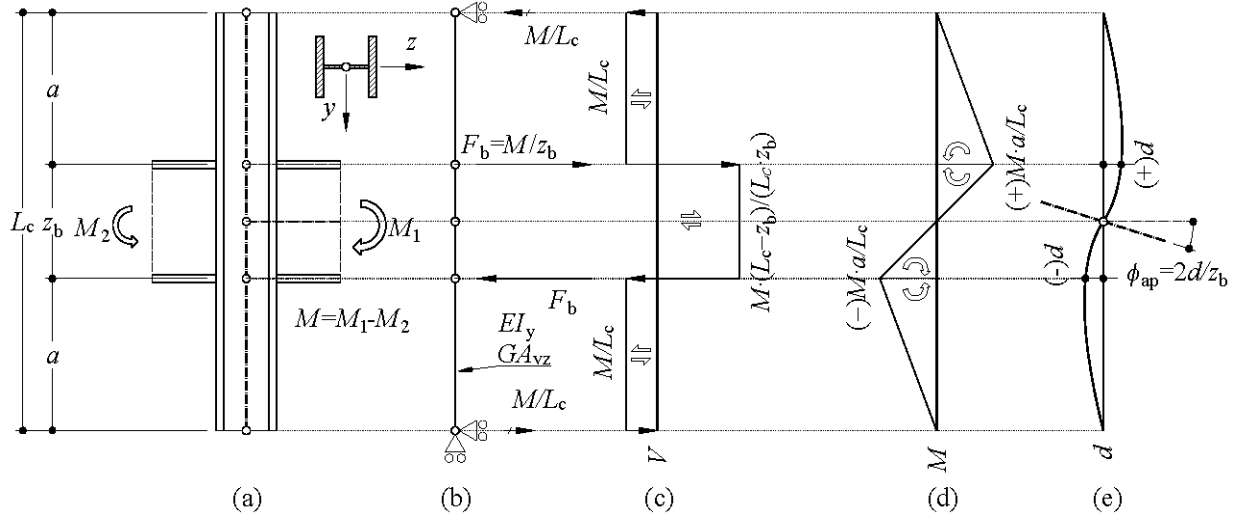 a
L_c
z_b
a
M_2
M_1
M=M_1-M_2
z
y
M/L_c
F_b=M/z_b
F_b
EI_y
GA_vz
M/L_c
M/L_c
M·(L_c-z_b)/(L_c·z_b)
M/L_c
V
(+)M·a/L_c
(-)M·a/L_c
M
(+)d
(-)d
ϕ_ap=2d/z_b
d
(a)
(b)
(c)
(d)
(e)